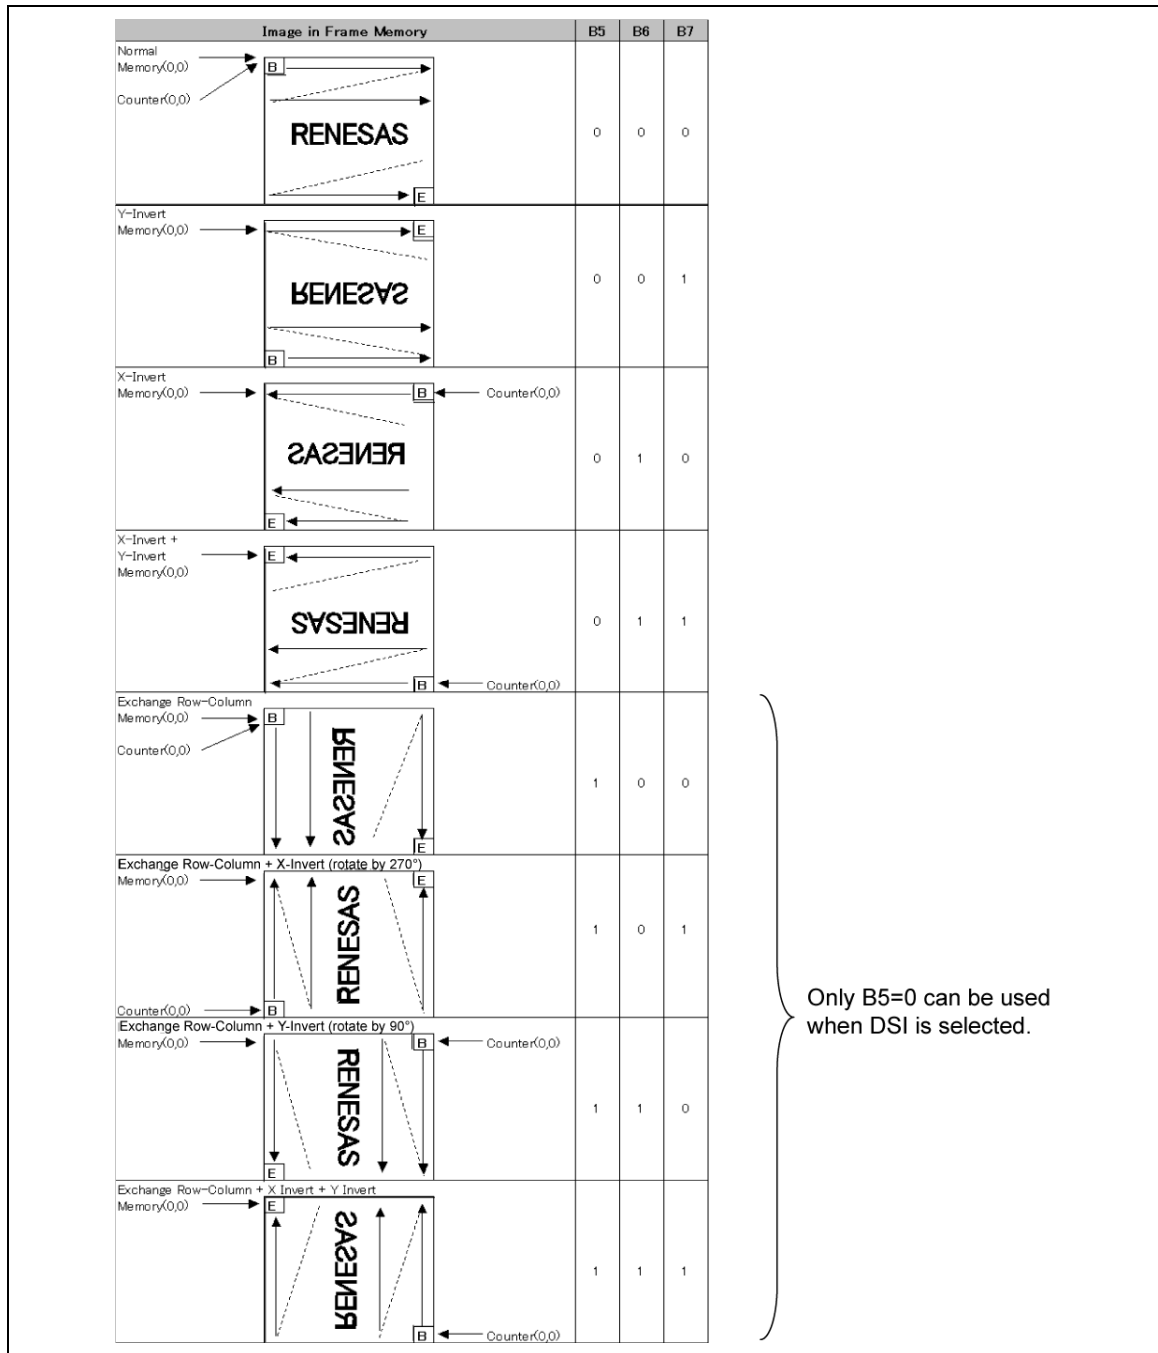 Image in Frame Memory B5 B6 B7
Normal
Memory(0,0)
B
Counter(0,0)
RENESAS
0 0 0
E
Y-Invert
Memory(0,0)
E
RENESAS
0 0 1
B
X-Invert
Memory(0,0)
B
Counter(0,0)
RENESAS
0 1 0
E
X-Invert +
Y-Invert
E
Memory(0,0)
RENESAS
0 1 1
B
Counter(0,0)
Exchange Row-Column
Memory(0,0)
B
Counter(0,0)
RENESAS
1 0 0
E
Exchange Row-Column + X-Invert (rotate by 270°)
Memory(0,0)
E
RENESAS
1 0 1
Counter(0,0)
B
Exchange Row-Column + Y-Invert (rotate by 90°)
Memory(0,0)
B
Counter(0,0)
RENESAS
1 1 0
E
Exchange Row-Column + X Invert + Y Invert
Memory(0,0)
E
RENESAS
1 1 1
B
Counter(0,0)
Only B5=0 can be used
when DSI is selected.